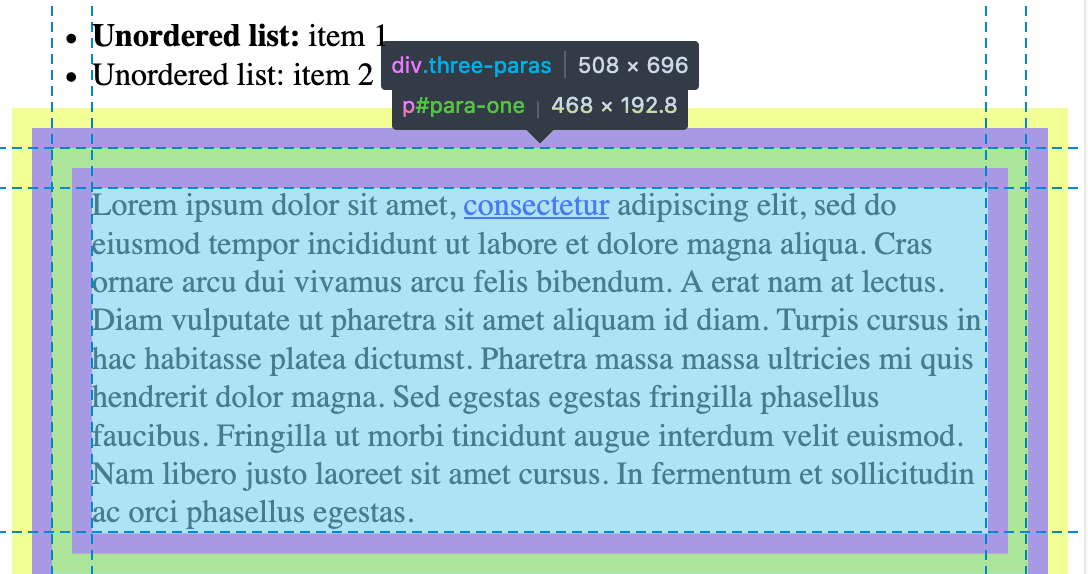 Unordered list: item 1
Unordered list: item 2
div.three-paras 508 × 696
p#para-one 468 × 192.8
Lorem ipsum dolor sit amet, consectetur adipiscing elit, sed do
eiusmod tempor incididunt ut labore et dolore magna aliqua. Cras
ornare arcu dui vivamus arcu felis bibendum. A erat nam at lectus.
Diam vulputate ut pharetra sit amet aliquam id diam. Turpis cursus in
hac habitasse platea dictumst. Pharetra massa massa ultricies mi quis
hendrerit dolor magna. Sed egestas egestas fringilla phasellus
faucibus. Fringilla ut morbi tincidunt augue interdum velit euismod.
Nam libero justo laoreet sit amet cursus. In fermentum et sollicitudin
ac orci phasellus egestas.